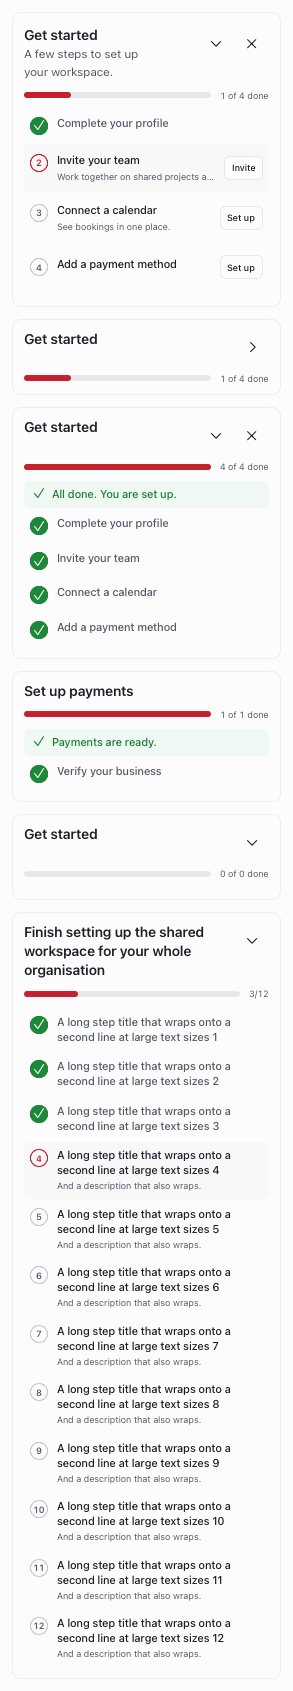 Get started
A few steps to set up
your workspace.
1 of 4 done
Complete your profile
2
Invite your team
Work together on shared projects a...
Invite
3
Connect a calendar
See bookings in one place.
Set up
4
Add a payment method
Set up
Get started
1 of 4 done
Get started
4 of 4 done
All done. You are set up.
Complete your profile
Invite your team
Connect a calendar
Add a payment method
Set up payments
1 of 1 done
Payments are ready.
Verify your business
Get started
0 of 0 done
Finish setting up the shared
workspace for your whole
organisation
3/12
A long step title that wraps onto a
second line at large text sizes 1
A long step title that wraps onto a
second line at large text sizes 2
A long step title that wraps onto a
second line at large text sizes 3
4
A long step title that wraps onto a
second line at large text sizes 4
And a description that also wraps.
5
A long step title that wraps onto a
second line at large text sizes 5
And a description that also wraps.
6
A long step title that wraps onto a
second line at large text sizes 6
And a description that also wraps.
7
A long step title that wraps onto a
second line at large text sizes 7
And a description that also wraps.
8
A long step title that wraps onto a
second line at large text sizes 8
And a description that also wraps.
9
A long step title that wraps onto a
second line at large text sizes 9
And a description that also wraps.
10
A long step title that wraps onto a
second line at large text sizes 10
And a description that also wraps.
11
A long step title that wraps onto a
second line at large text sizes 11
And a description that also wraps.
12
A long step title that wraps onto a
second line at large text sizes 12
And a description that also wraps.